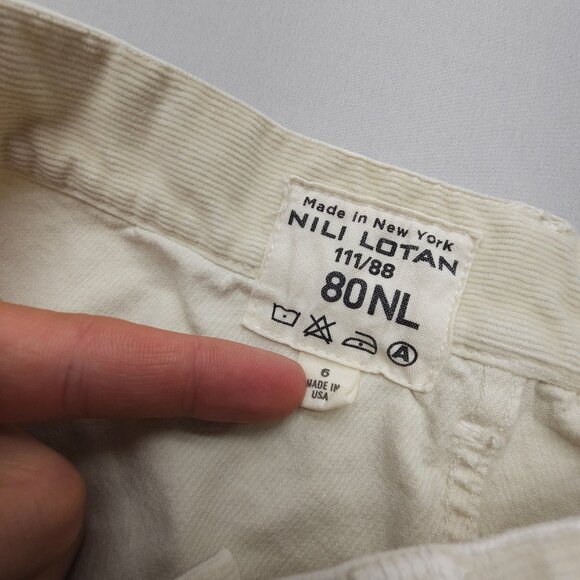 Made in New York
NILI LOTAN
111/88
80NL
A
6
MADE IN
USA